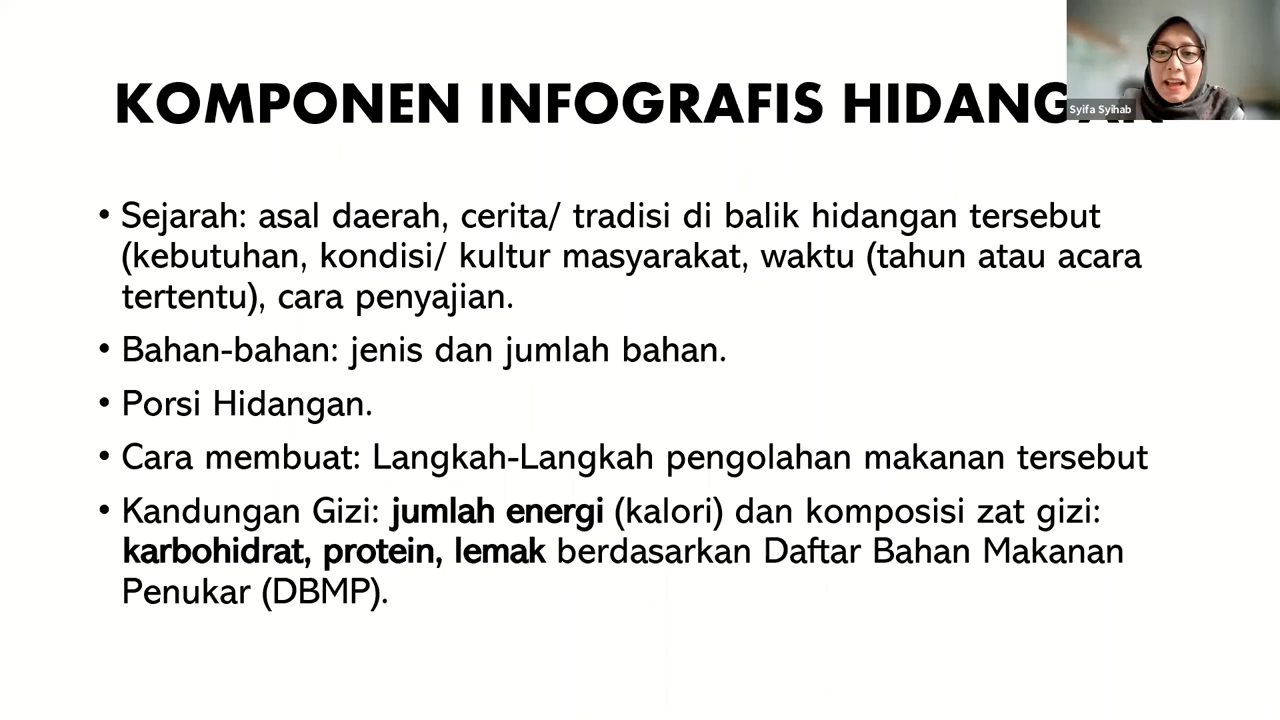 KOMPONEN INFOGRAFIS HIDANGAN
Syifa Syihab
• Sejarah: asal daerah, cerita/ tradisi di balik hidangan tersebut
(kebutuhan, kondisi/ kultur masyarakat, waktu (tahun atau acara
tertentu), cara penyajian.
• Bahan-bahan: jenis dan jumlah bahan.
• Porsi Hidangan.
• Cara membuat: Langkah-Langkah pengolahan makanan tersebut
• Kandungan Gizi: jumlah energi (kalori) dan komposisi zat gizi:
karbohidrat, protein, lemak berdasarkan Daftar Bahan Makanan
Penukar (DBMP).